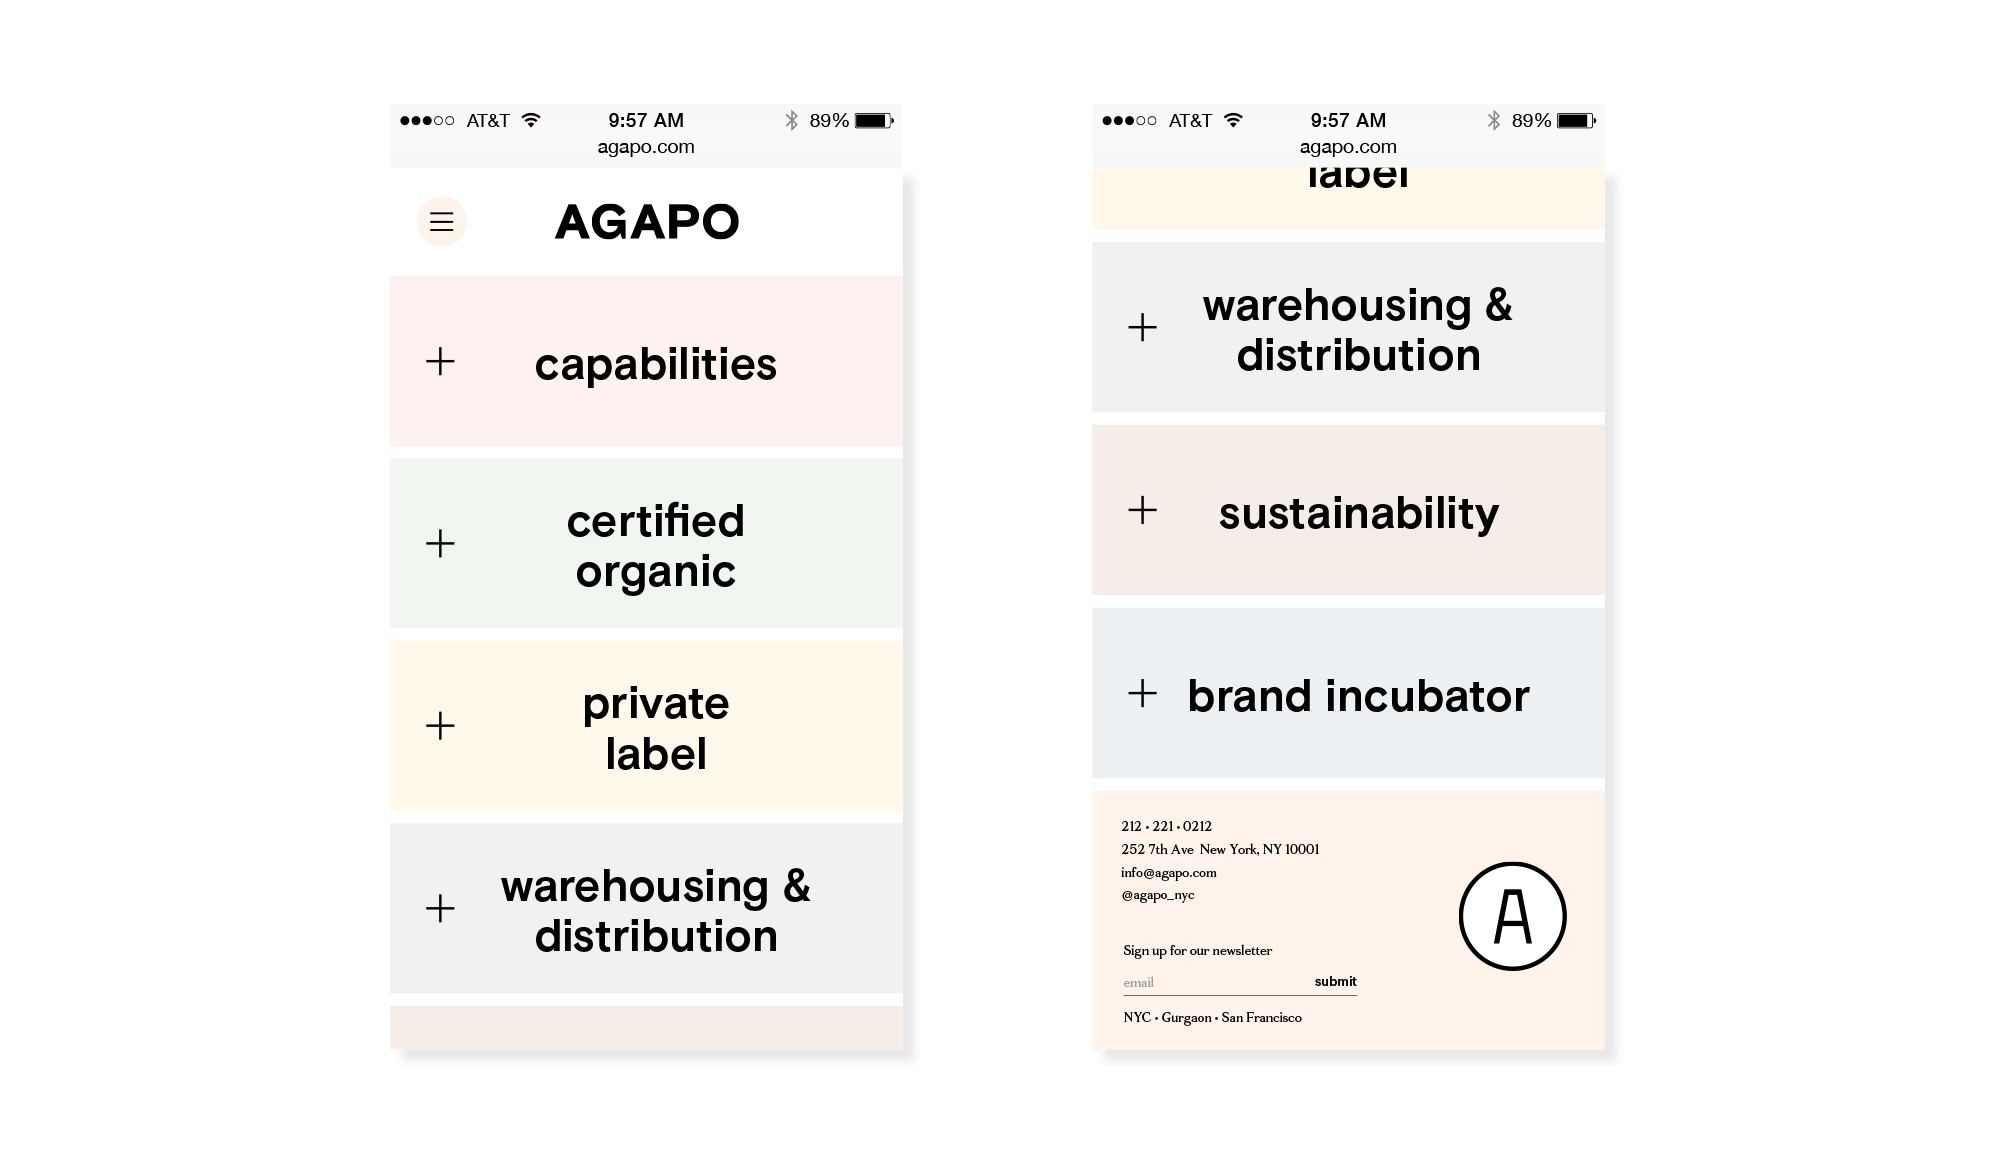 AT&T 9:57 AM 89%
agapo.com
AGAPO
capabilities
certified
organic
private
label
warehousing &
distribution
AT&T 9:57 AM 89%
agapo.com
label
warehousing &
distribution
sustainability
brand incubator
212 • 221 • 0212
252 7th Ave New York, NY 10001
info@agapo.com
@agapo_nyc
A
Sign up for our newsletter
email submit
NYC • Gurgaon • San Francisco